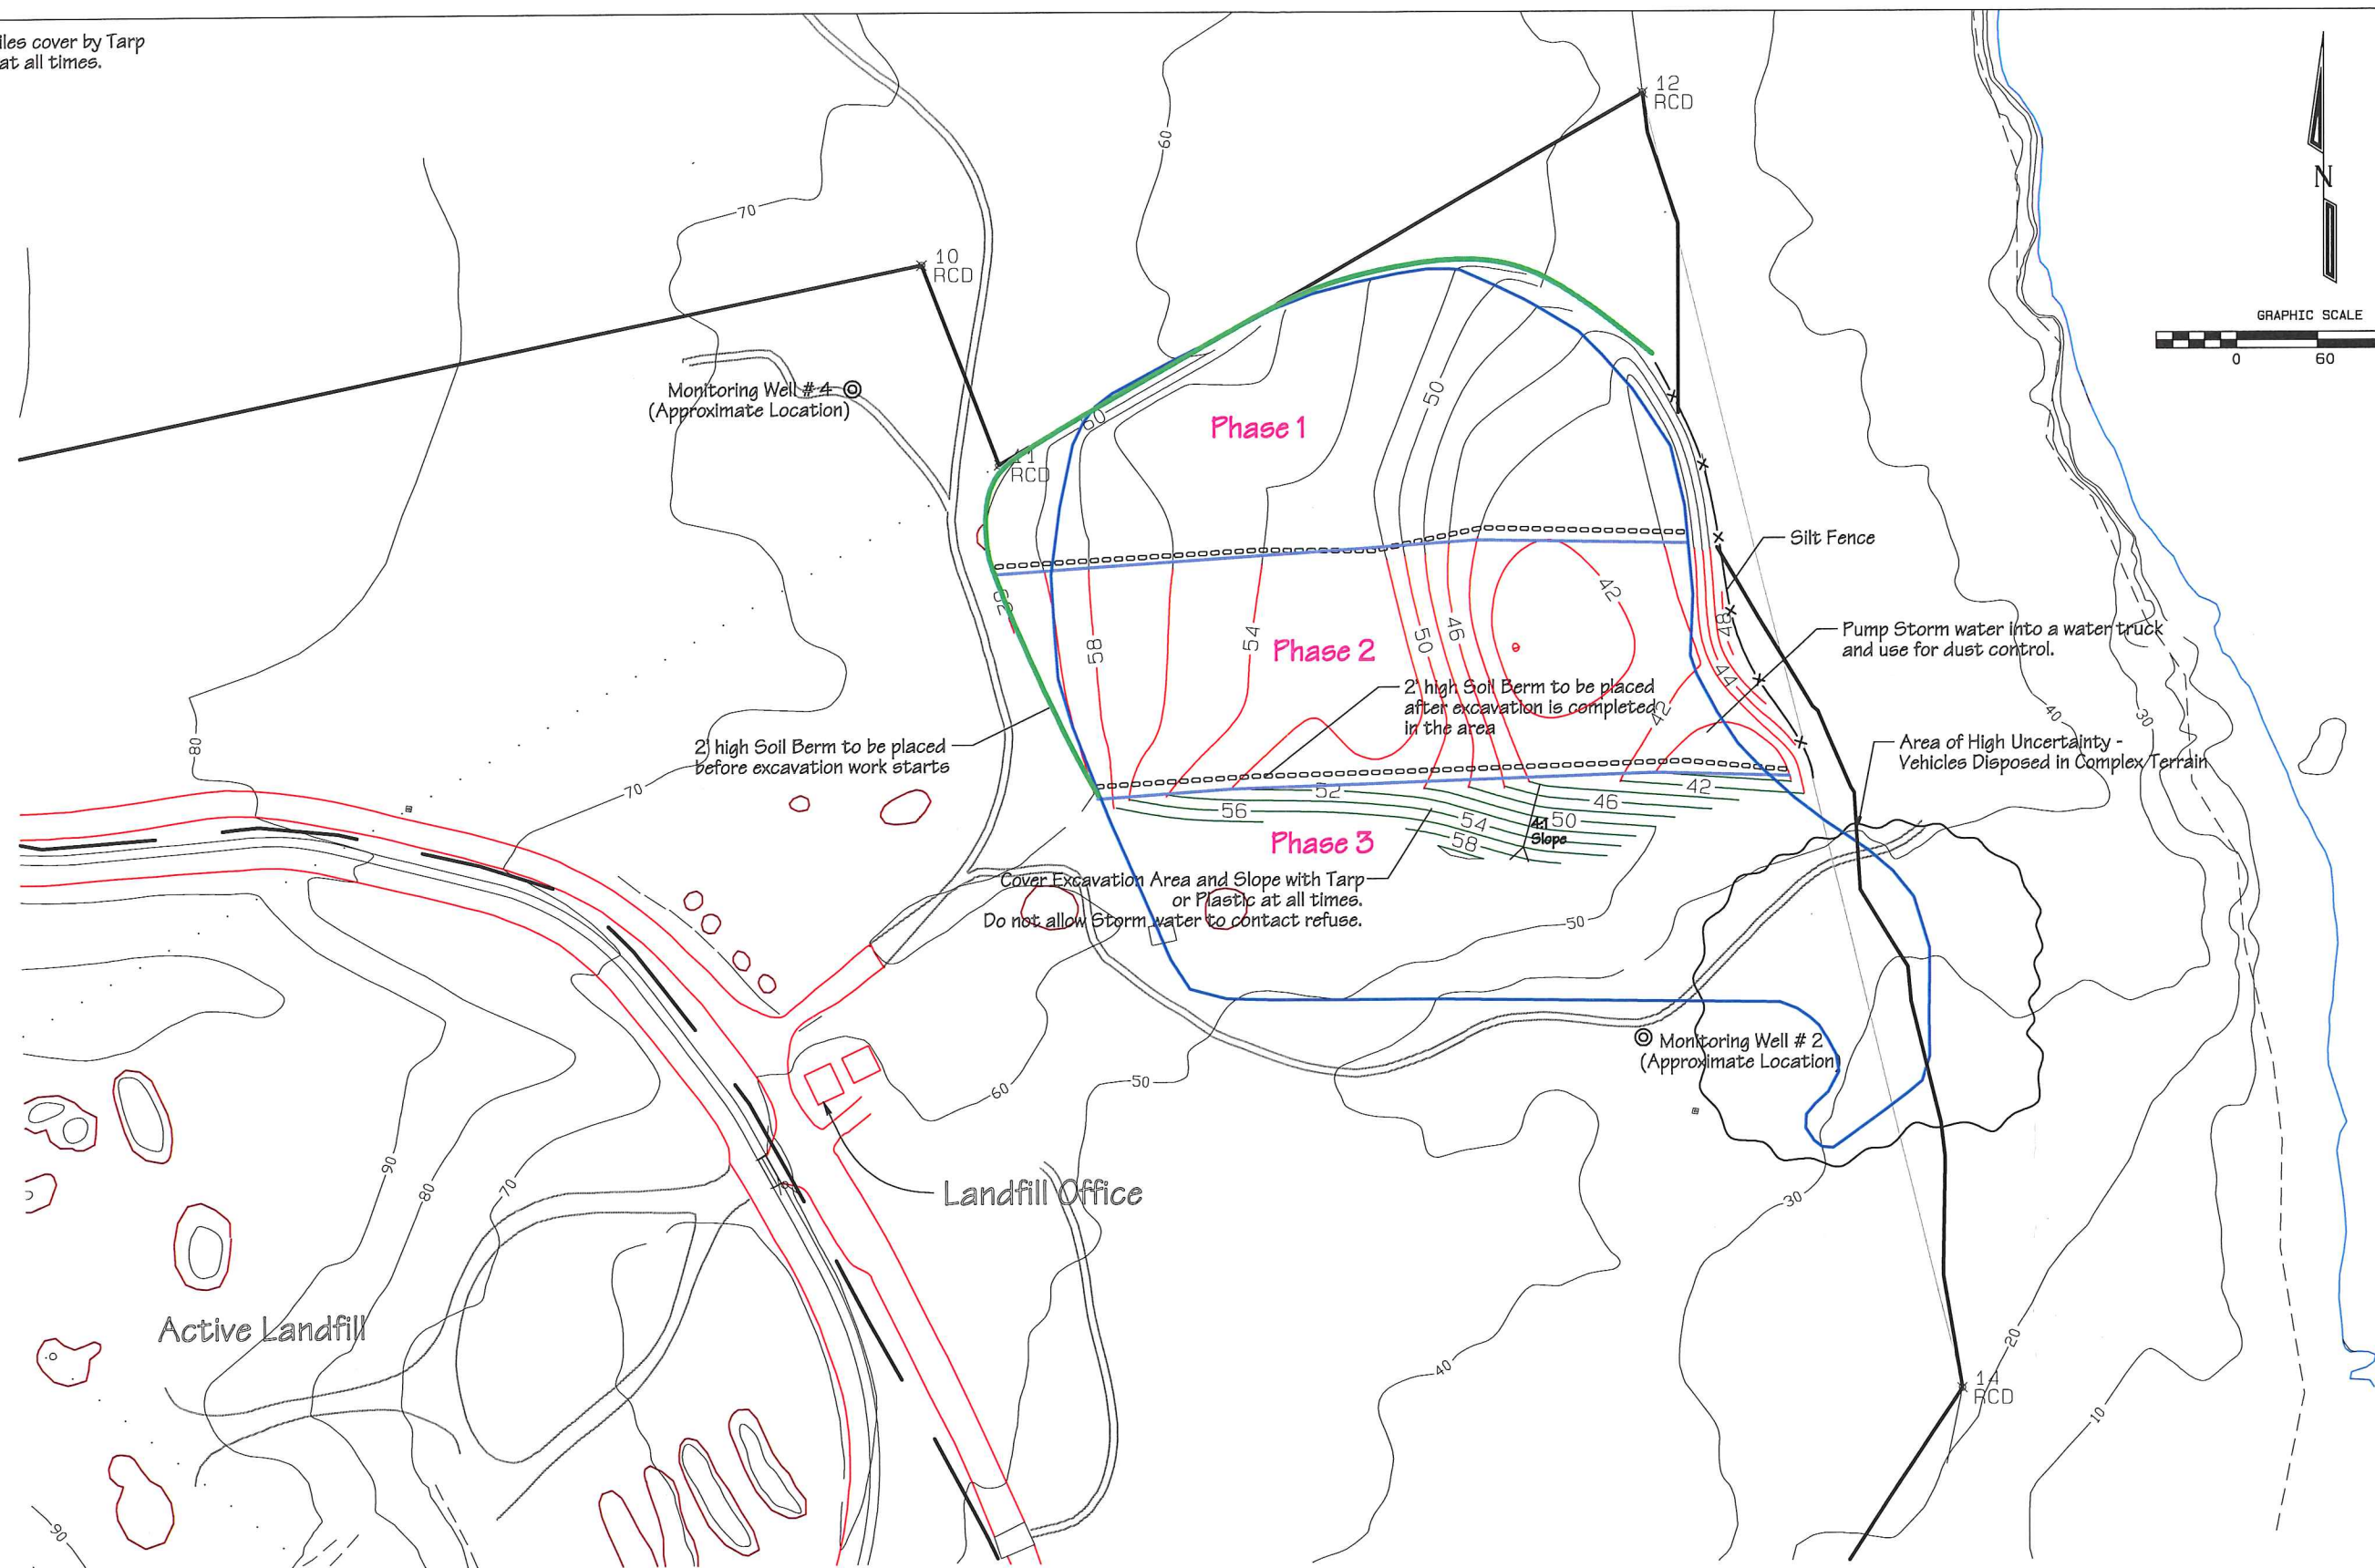 iles cover by Tarp
at all times.
12
RCD
60
70
10
RCD
N
GRAPHIC SCALE
0 60
Monitoring Well # 4
(Approximate Location)
50
60
Phase 1
11
RCD
Silt Fence
42
58
54
50
46
48
44
42
Phase 2
Pump Storm water into a water truck
and use for dust control.
2' high Soil Berm to be placed
after excavation is completed
in the area
40
30
80
2' high Soil Berm to be placed
before excavation work starts
Area of High Uncertainty -
Vehicles Disposed in Complex Terrain
70
52
56
42
46
54
50
58
4:1
Slope
Phase 3
Cover Excavation Area and Slope with Tarp
or Plastic at all times.
Do not allow Storm water to contact refuse.
50
Monitoring Well # 2
(Approximate Location)
60
50
90
80
70
Landfill Office
30
Active Landfill
40
20
14
RCD
10
90